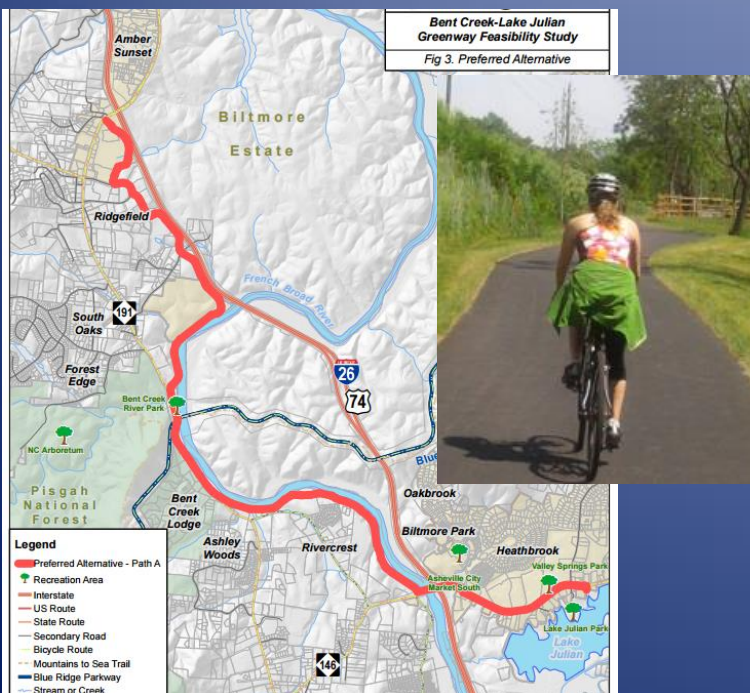 Bent Creek-Lake Julian
Greenway Feasibility Study
Fig 3. Preferred Alternative
Amber
Sunset
Biltmore
Estate
Ridgefield
French Broad River
191
South
Oaks
26
74
Forest
Edge
Bent Creek
River Park
NC Arboretum
Blue
Pisgah
National
Forest
Bent
Creek
Lodge
Oakbrook
Ashley
Woods
Rivercrest
Biltmore Park
Heathbrook
Valley Springs Park
Asheville City
Market South
Lake Julian Park
Lake
Julian
146
Legend
Preferred Alternative - Path A
Recreation Area
Interstate
US Route
State Route
Secondary Road
Bicycle Route
Mountains to Sea Trail
Blue Ridge Parkway
Stream or Creek